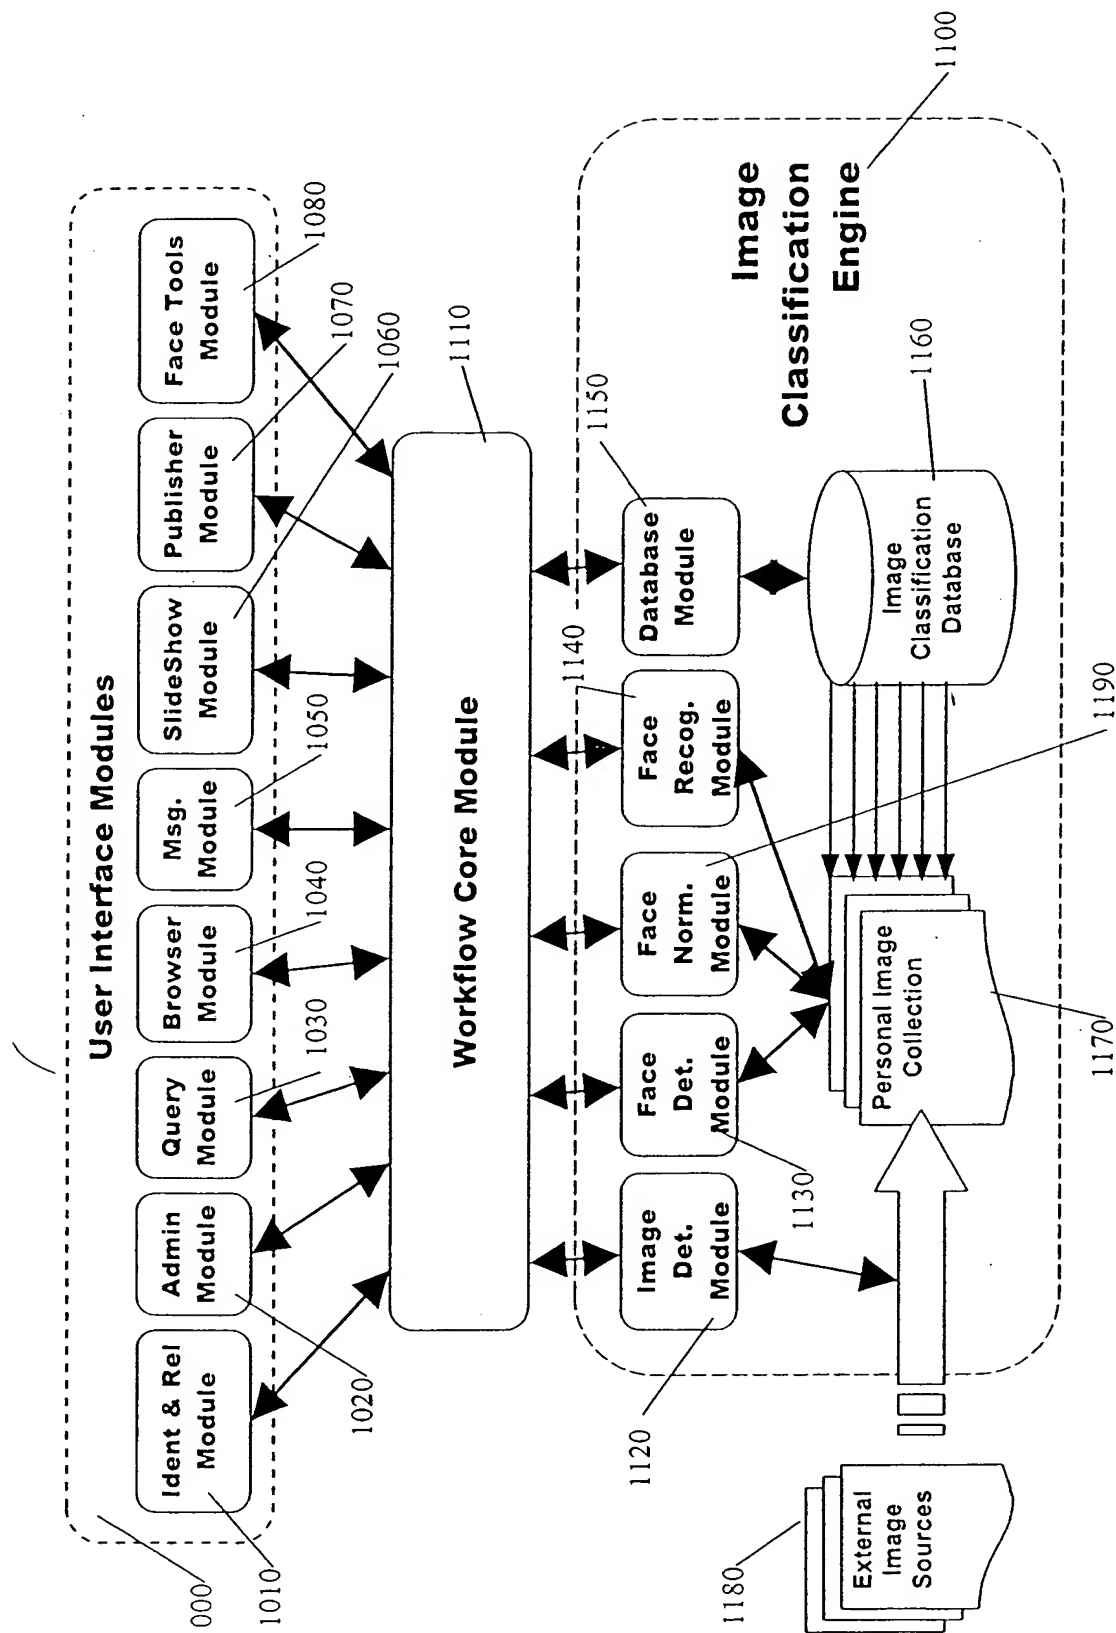 User Interface Modules
Ident & Rel
Module
Admin
Module
Query
Module
Browser
Module
Msg.
Module
SlideShow
Module
Publisher
Module
Face Tools
Module
000
1010
1020
1030
1040
1050
1060
1070
1080
Workflow Core Module
1110
Image
Det.
Module
Face
Det.
Module
Face
Norm.
Module
Face
Recog.
Module
Database
Module
1120
1130
1140
1150
Image
Classification
Engine
1100
Image
Classification
Database
1160
Personal Image
Collection
1170
1190
External
Image
Sources
1180